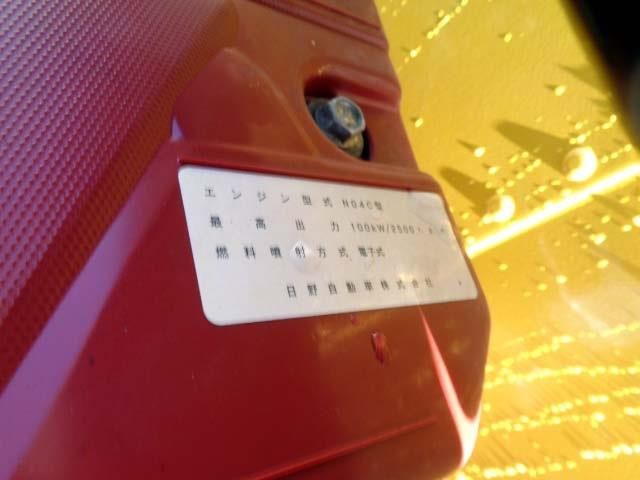 エンジン型式 N04C型
最高出力 100kW/2500
燃料噴射方式 電子式
日野自動車株式会社